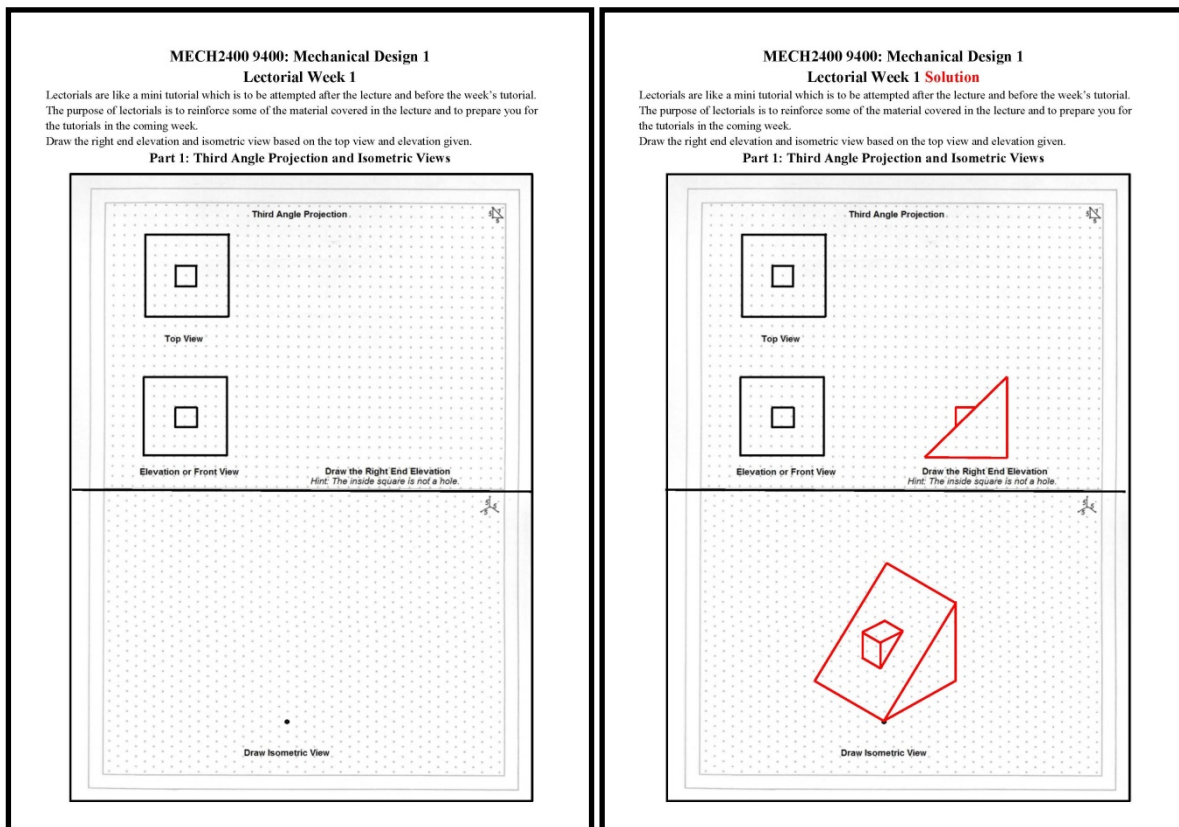 MECH2400 9400: Mechanical Design 1
Lectorial Week 1
Lectorials are like a mini tutorial which is to be attempted after the lecture and before the week's tutorial.
The purpose of lectorials is to reinforce some of the material covered in the lecture and to prepare you for
the tutorials in the coming week.
Draw the right end elevation and isometric view based on the top view and elevation given.
Part 1: Third Angle Projection and Isometric Views
Third Angle Projection
Top View
Elevation or Front View
Draw the Right End Elevation
Hint: The inside square is not a hole.
Draw Isometric View
MECH2400 9400: Mechanical Design 1
Lectorial Week 1 Solution
Lectorials are like a mini tutorial which is to be attempted after the lecture and before the week's tutorial.
The purpose of lectorials is to reinforce some of the material covered in the lecture and to prepare you for
the tutorials in the coming week.
Draw the right end elevation and isometric view based on the top view and elevation given.
Part 1: Third Angle Projection and Isometric Views
Third Angle Projection
Top View
Elevation or Front View
Draw the Right End Elevation
Hint: The inside square is not a hole.
Draw Isometric View